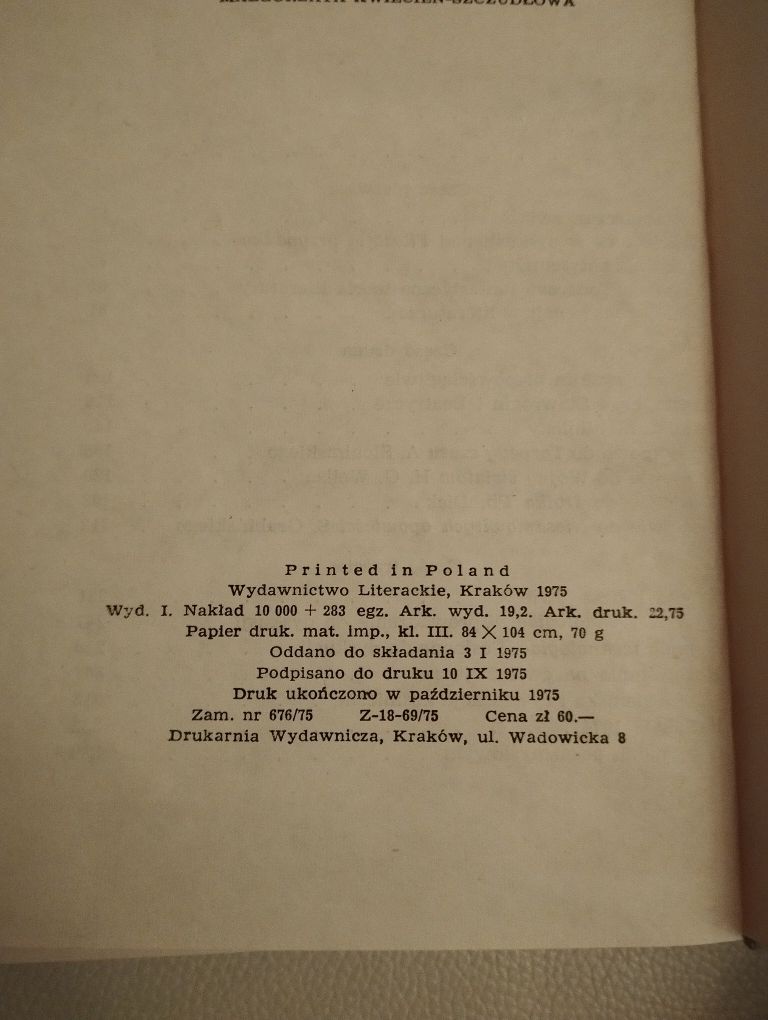 MAŁGORZATA KWIECIEŃ-SZCZUDŁOWA
Printed in Poland
Wydawnictwo Literackie, Kraków 1975
Wyd. I. Nakład 10 000 + 283 egz. Ark. wyd. 19,2. Ark. druk. 22,75
Papier druk. mat. imp., kl. III. 84 × 104 cm, 70 g
Oddano do składania 3 I 1975
Podpisano do druku 10 IX 1975
Druk ukończono w październiku 1975
Zam. nr 676/75 Z-18-69/75 Cena zł 60.—
Drukarnia Wydawnicza, Kraków, ul. Wadowicka 8